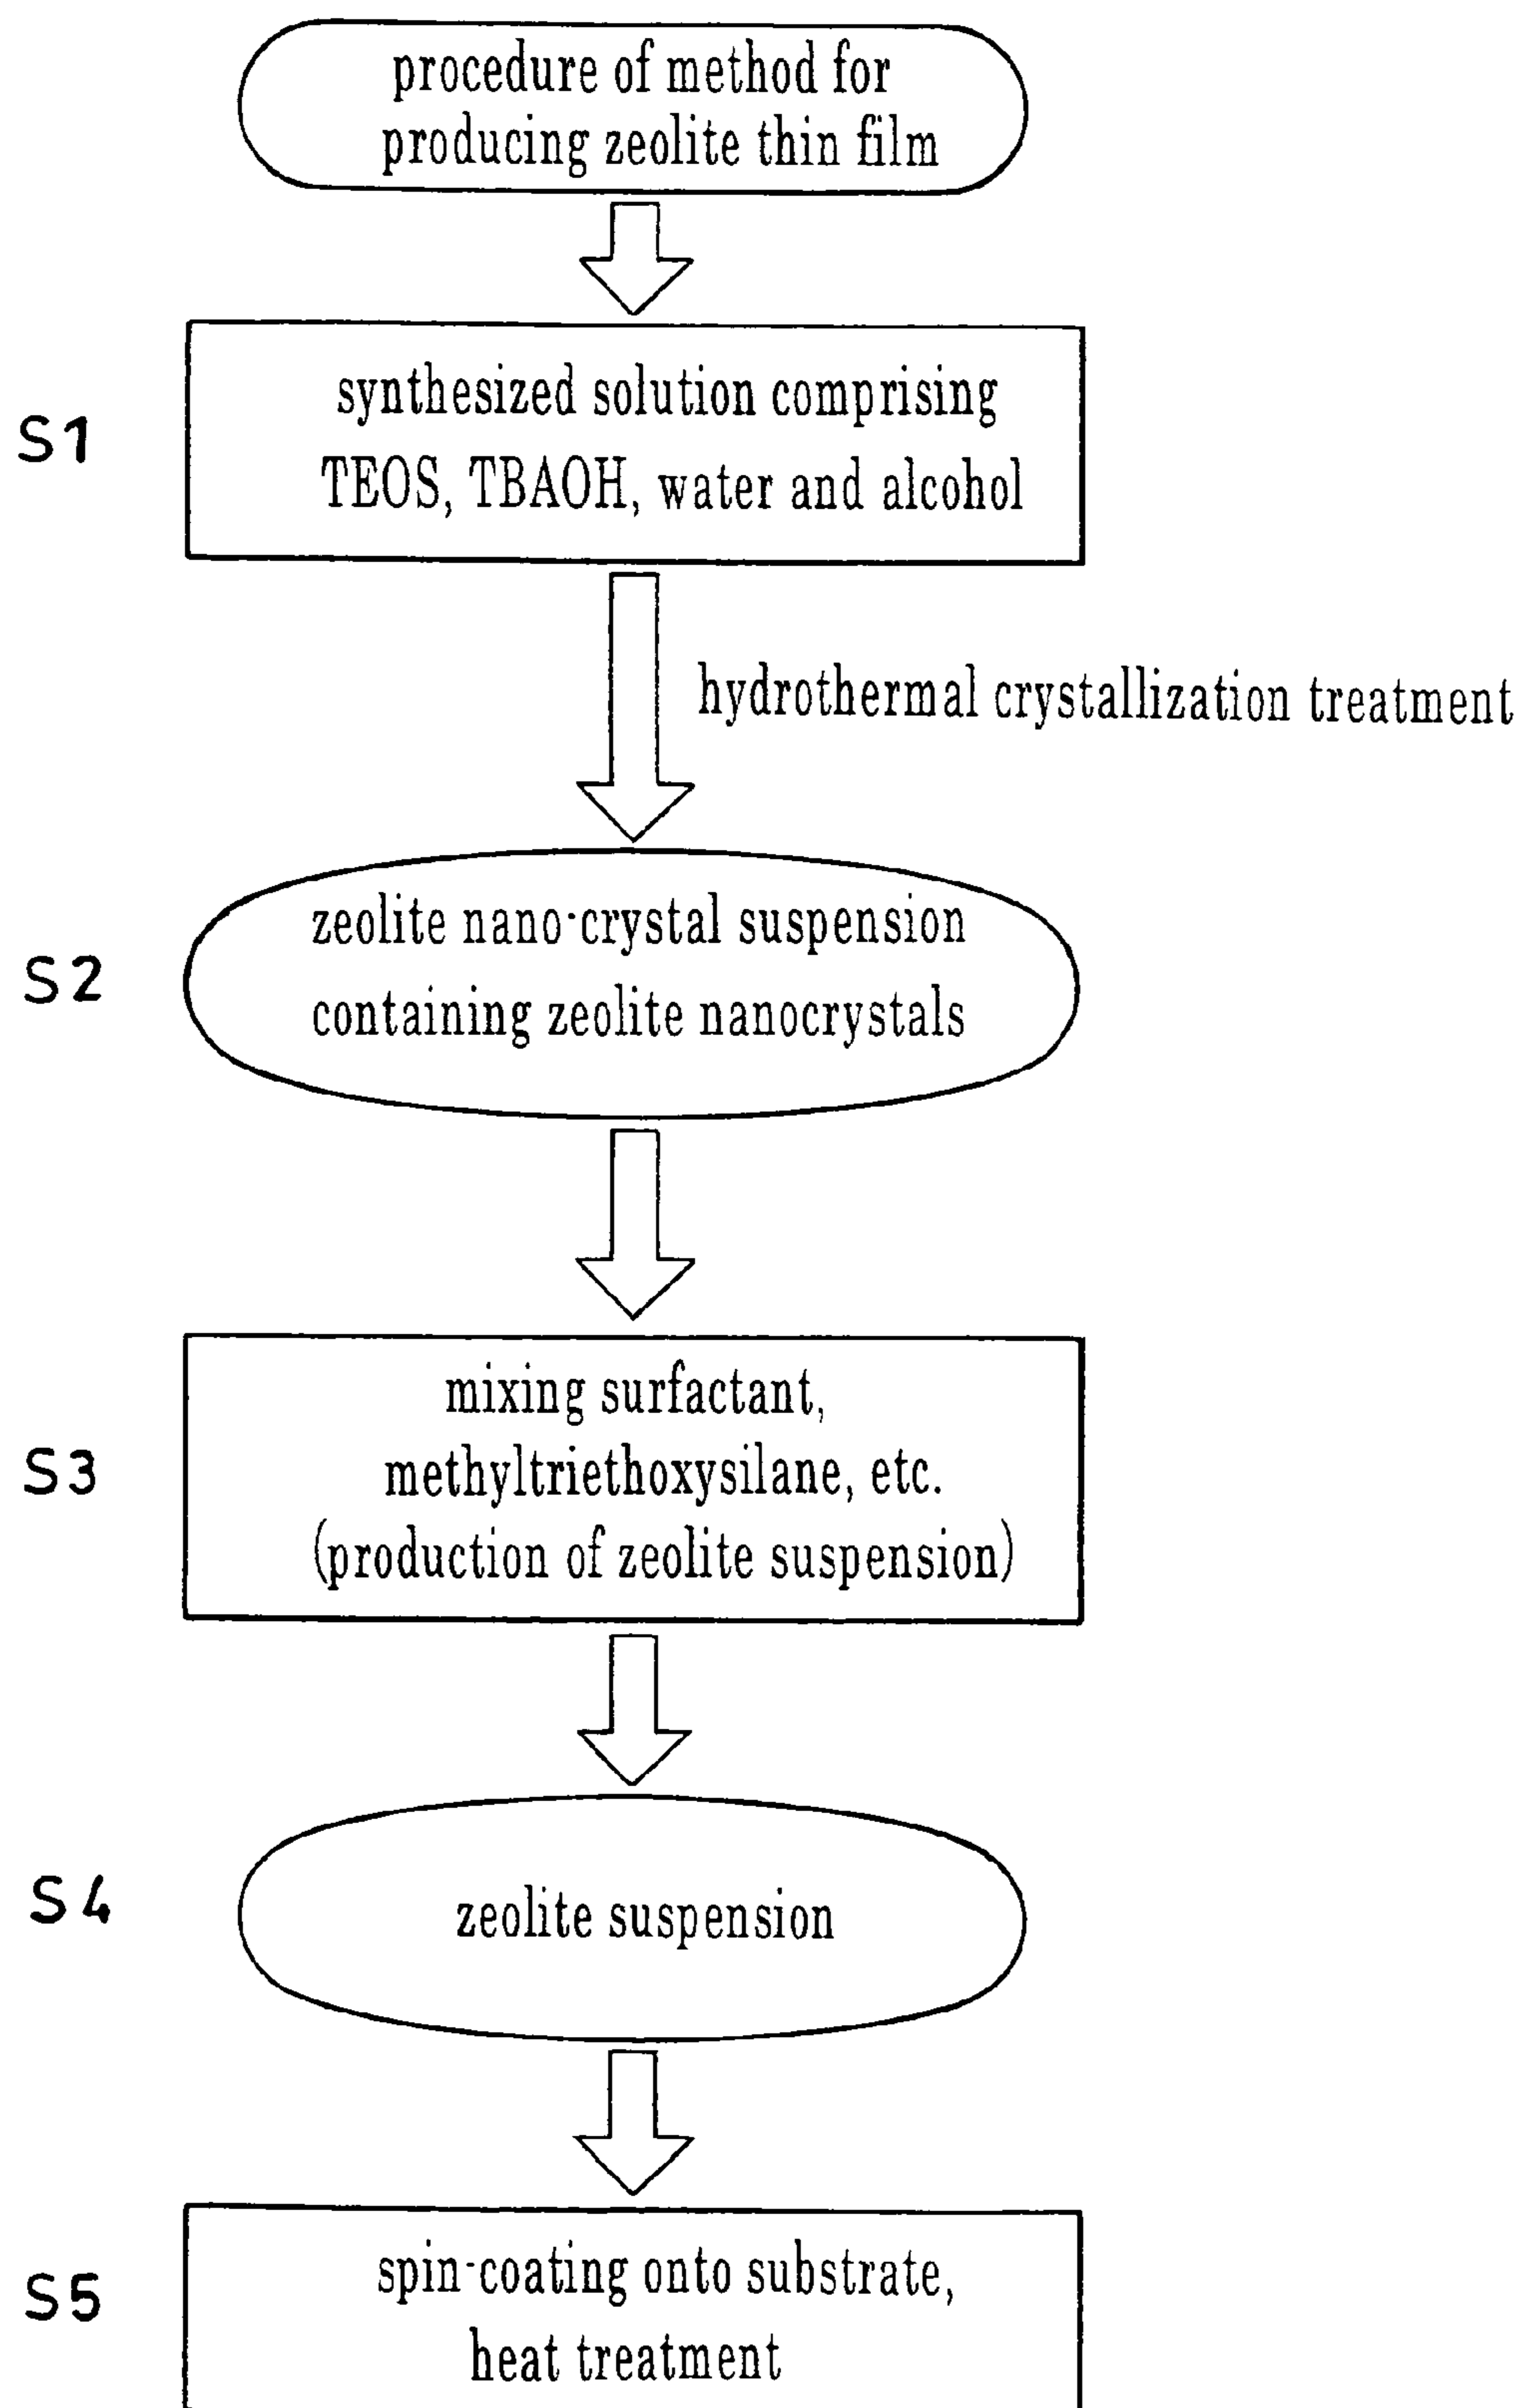 procedure of method for
producing zeolite thin film
S1
synthesized solution comprising
TEOS, TBAOH, water and alcohol
hydrothermal crystallization treatment
S2
zeolite nano-crystal suspension
containing zeolite nanocrystals
S3
mixing surfactant,
methyltriethoxysilane, etc.
(production of zeolite suspension)
S4
zeolite suspension
S5
spin-coating onto substrate,
heat treatment